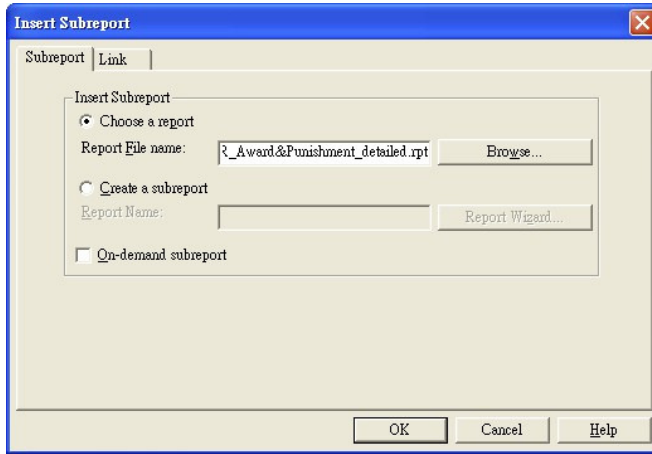 Insert Subreport
Subreport Link
Insert Subreport
Choose a report
Report File name: R_Award&Punishment_detailed.rpt Browse...
Create a subreport
Report Name: Report Wizard...
On-demand subreport
OK Cancel Help